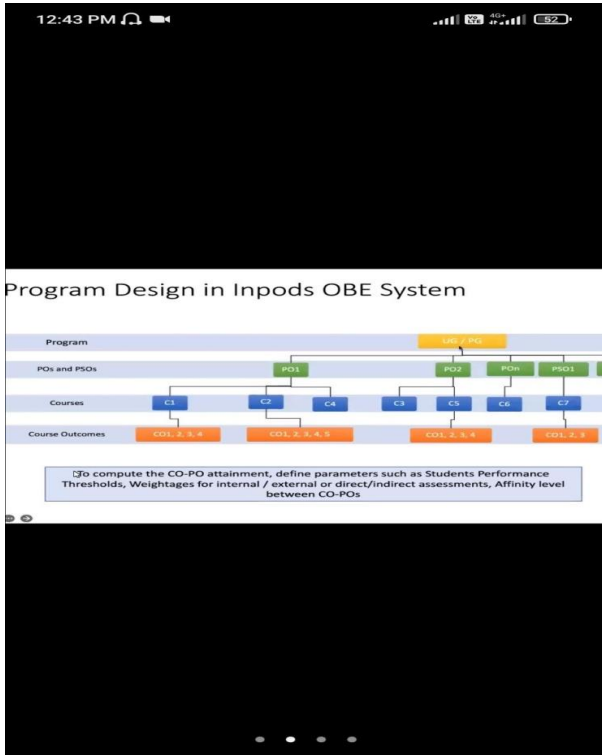 12:43 PM
Vo LTE 4G+ 52
Program Design in Inpods OBE System
Program UG / PG
POs and PSOs PO1 PO2 POn PSO1
Courses C1 C2 C4 C3 C5 C6 C7
Course Outcomes CO1, 2, 3, 4 CO1, 2, 3, 4, 5 CO1, 2, 3, 4 CO1, 2, 3
To compute the CO-PO attainment, define parameters such as Students Performance
Thresholds, Weightages for internal / external or direct/indirect assessments, Affinity level
between CO-POs